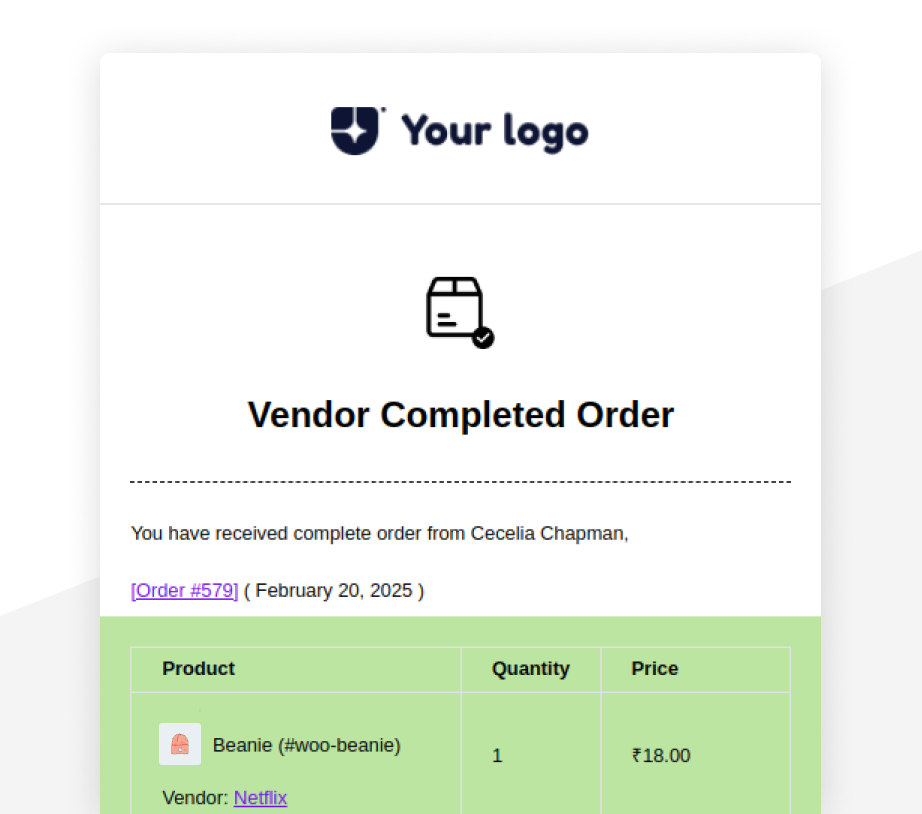 Your logo
Vendor Completed Order
You have received complete order from Cecelia Chapman,
[Order #579] ( February 20, 2025 )
Product Quantity Price
Beanie (#woo-beanie)
1 ₹18.00
Vendor: Netflix